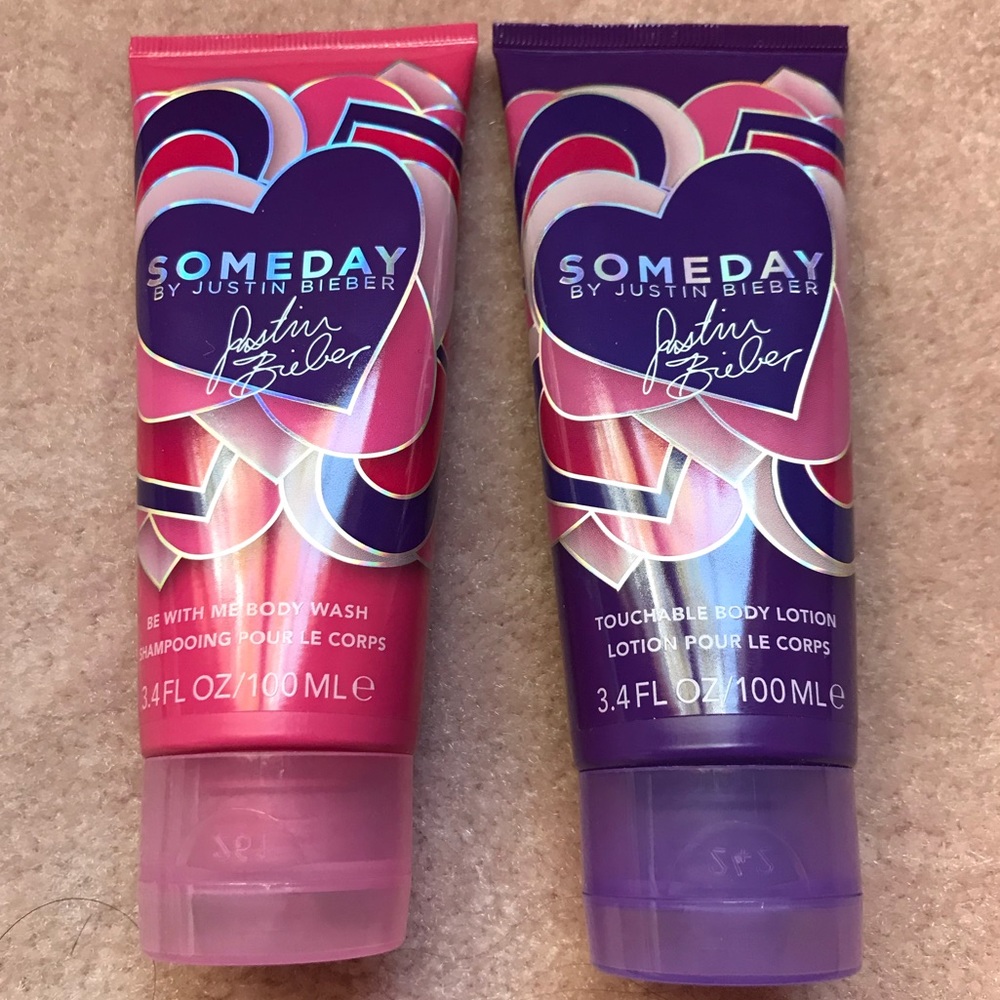 SOMEDAY
BY JUSTIN BIEBER
Justin
Bieber
BE WITH ME BODY WASH
SHAMPOOING POUR LE CORPS
3.4 FL OZ/100 ML e
SOMEDAY
BY JUSTIN BIEBER
Justin
Bieber
TOUCHABLE BODY LOTION
LOTION POUR LE CORPS
3.4 FL OZ/100 ML e